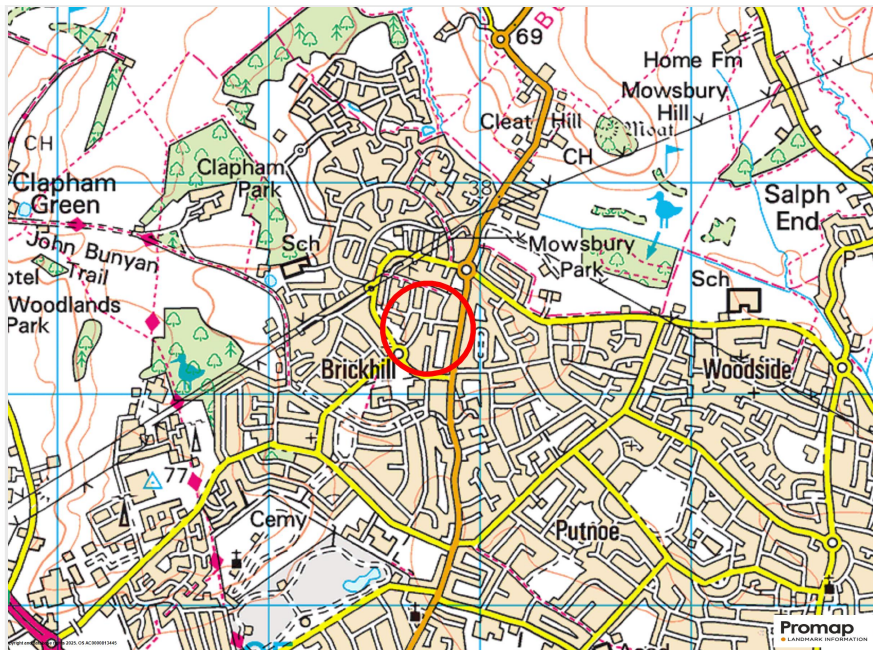 69
Home Fm
Mowsbury
Hill
Moat
Cleat Hill
CH
CH
Clapham
Park
Clapham
Green
38
Salph
End
John Bunyan
Trail
Sch
Mowsbury
Park
Sch
Woodlands
Park
Brickhill
Woodside
77
Cemy
Putnoe
Promap
LANDMARK INFORMATION